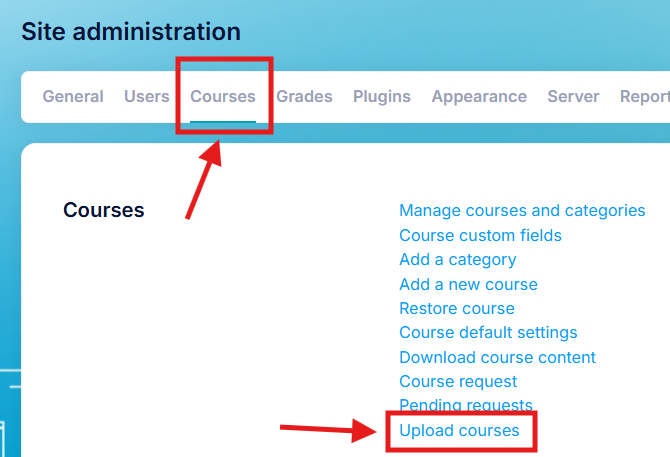 Site administration
General Users Courses Grades Plugins Appearance Server Report
Courses
Manage courses and categories
Course custom fields
Add a category
Add a new course
Restore course
Course default settings
Download course content
Course request
Pending requests
Upload courses